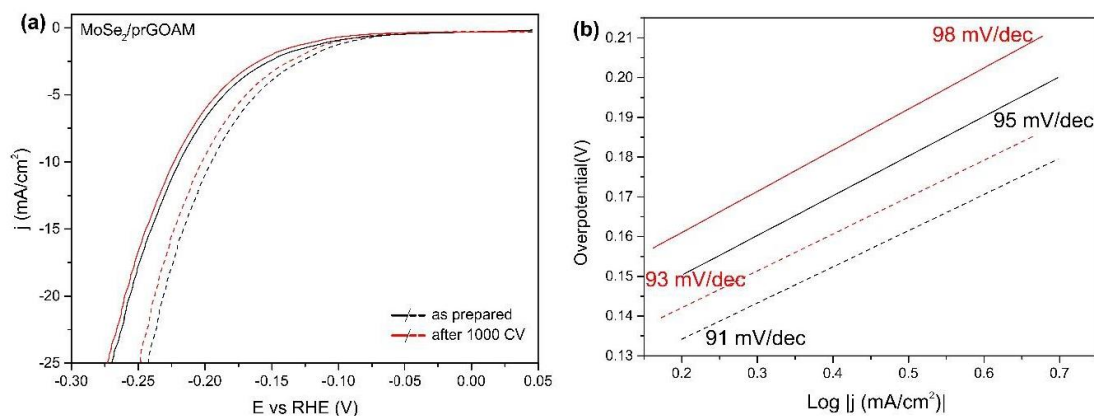 (a)
MoSe2/prGOAM
0
-5
-10
-15
-20
-25
j (mA/cm²)
as prepared
after 1000 CV
-0.30
-0.25
-0.20
-0.15
-0.10
-0.05
0.00
0.05
E vs RHE (V)
(b)
98 mV/dec
95 mV/dec
93 mV/dec
91 mV/dec
0.21
0.20
0.19
0.18
0.17
0.16
0.15
0.14
0.13
Overpotential(V)
0.2
0.3
0.4
0.5
0.6
0.7
Log |j (mA/cm²)|